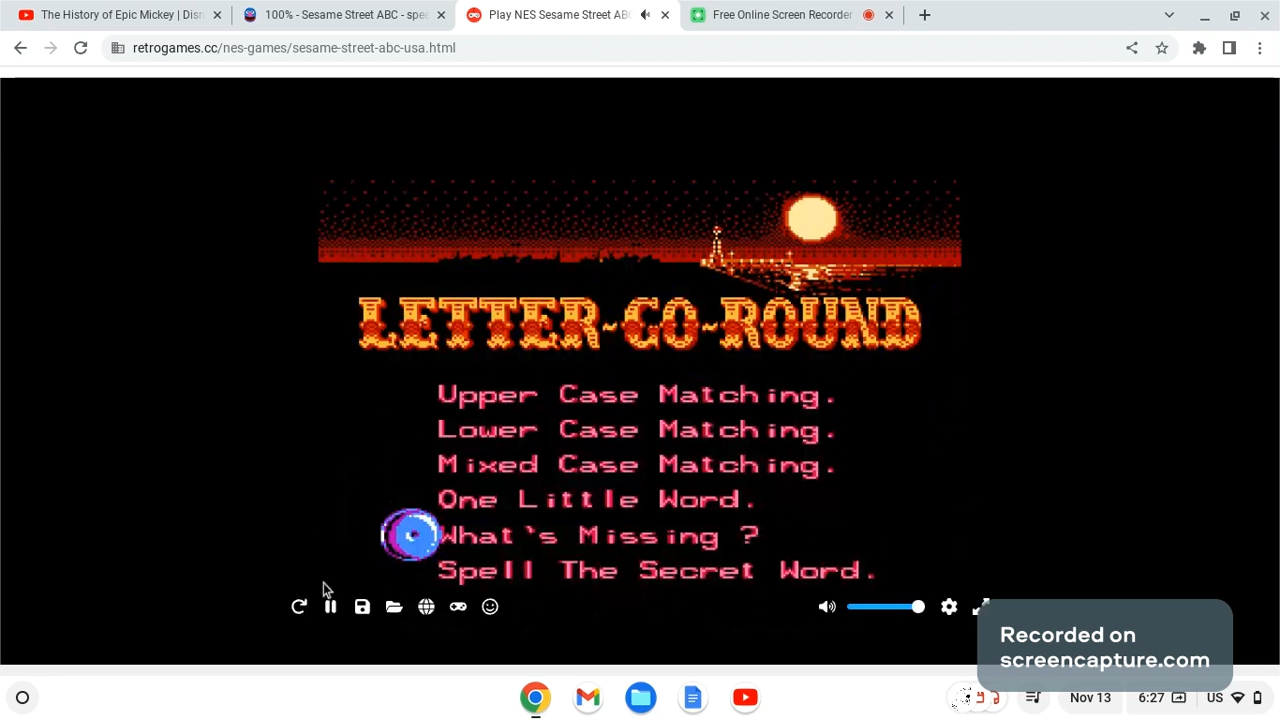 The History of Epic Mickey | Disn
100% - Sesame Street ABC - spee
Play NES Sesame Street ABC
Free Online Screen Recorder
retrogames.cc/nes-games/sesame-street-abc-usa.html
LETTER-GO-ROUND
Upper Case Matching.
Lower Case Matching.
Mixed Case Matching.
One Little Word.
What's Missing ?
Spell The Secret Word.
Recorded on
screencapture.com
Nov 13
6:27
US